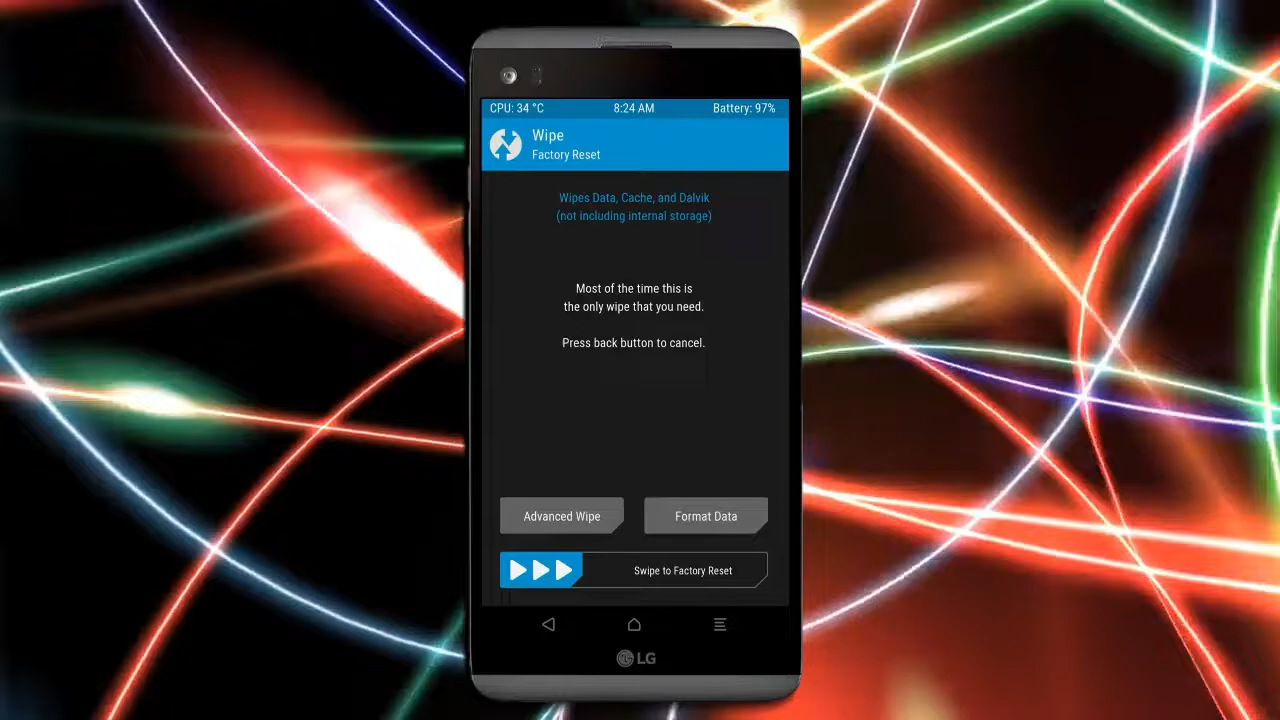 CPU: 34 °C 8:24 AM Battery: 97%
Wipe
Factory Reset
Wipes Data, Cache, and Dalvik
(not including internal storage)
Most of the time this is
the only wipe that you need.
Press back button to cancel.
Advanced Wipe Format Data
Swipe to Factory Reset
LG